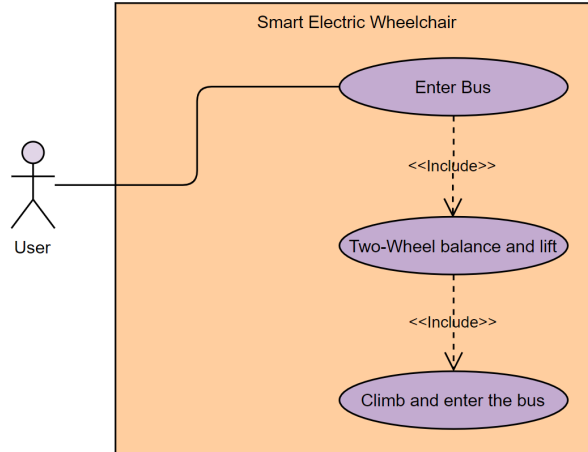 Smart Electric Wheelchair
Enter Bus
<<Include>>
User
Two-Wheel balance and lift
<<Include>>
Climb and enter the bus